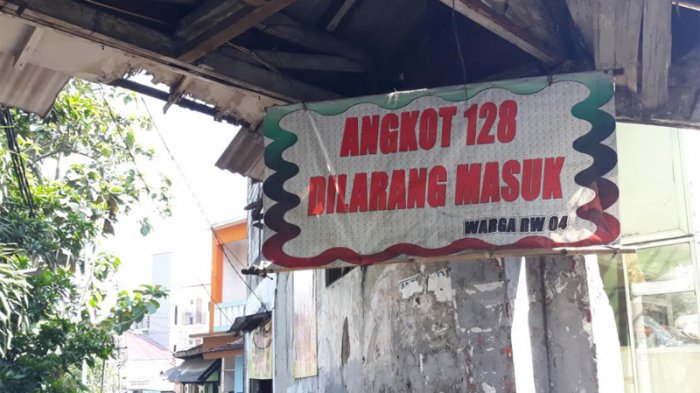 ANGKOT 128
DILARANG MASUK
WARGA RW 04